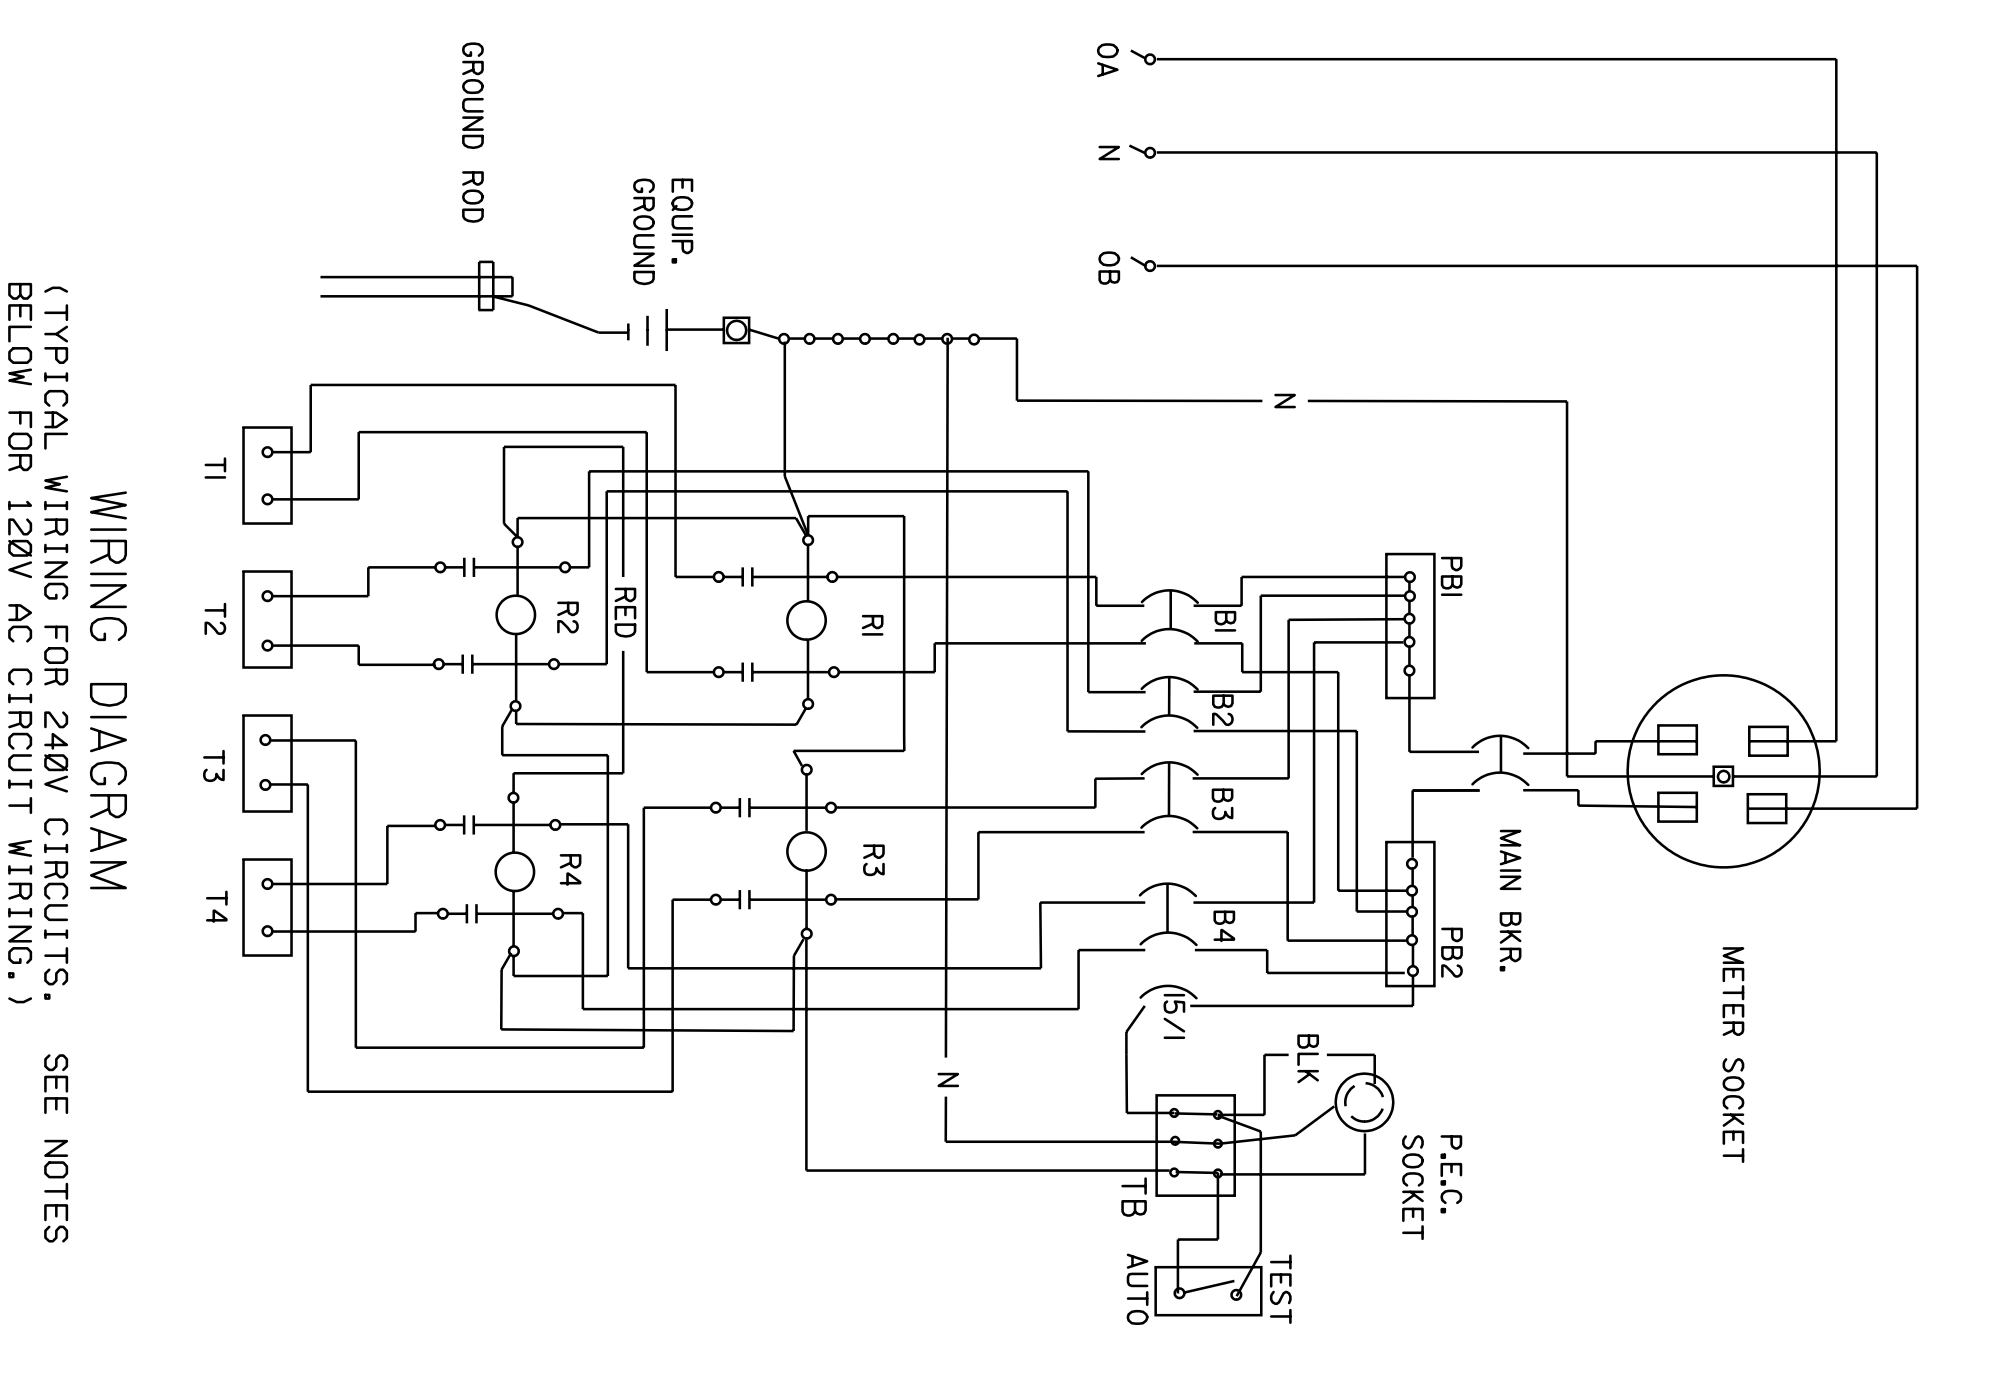 ØA
N
ØB
METER SOCKET
MAIN BKR.
PB1
PB2
P.E.C.
SOCKET
BLK
TEST
AUTO
TB
N
B1
B2
B3
B4
15/1
N
R1
R3
EQUIP.
GROUND
RED
R2
R4
GROUND ROD
T1
T2
T3
T4
WIRING DIAGRAM
(TYPICAL WIRING FOR 240V CIRCUITS. SEE NOTES
BELOW FOR 120V AC CIRCUIT WIRING.)